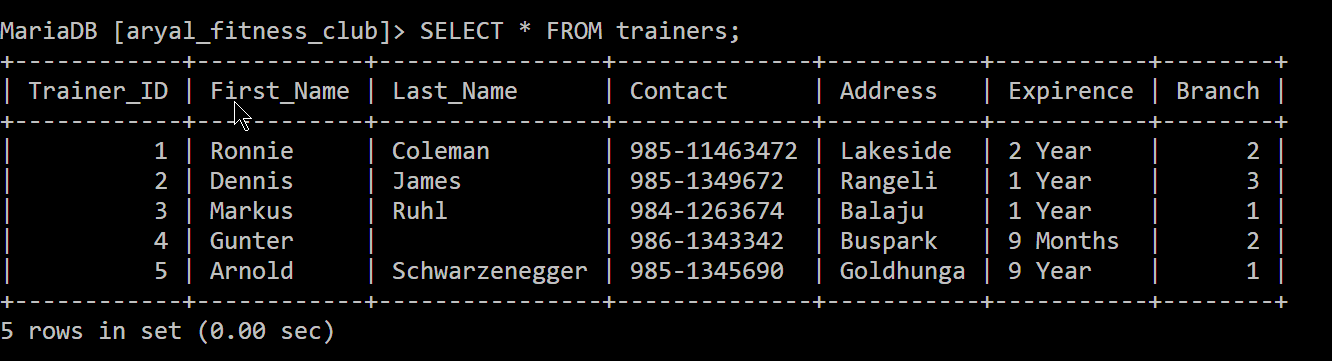 MariaDB [aryal_fitness_club]> SELECT * FROM trainers;
+------------+------------+----------------+-------------+-----------+-----------+--------+
| Trainer_ID | First_Name | Last_Name      | Contact      | Address   | Expirence | Branch |
+------------+------------+----------------+-------------+-----------+-----------+--------+
|          1 | Ronnie     | Coleman        | 985-11463472 | Lakeside  | 2 Year    |      2 |
|          2 | Dennis     | James          | 985-1349672  | Rangeli   | 1 Year    |      3 |
|          3 | Markus     | Ruhl           | 984-1263674  | Balaju    | 1 Year    |      1 |
|          4 | Gunter     |                | 986-1343342  | Buspark   | 9 Months  |      2 |
|          5 | Arnold     | Schwarzenegger | 985-1345690  | Goldhunga | 9 Year    |      1 |
+------------+------------+----------------+-------------+-----------+-----------+--------+
5 rows in set (0.00 sec)